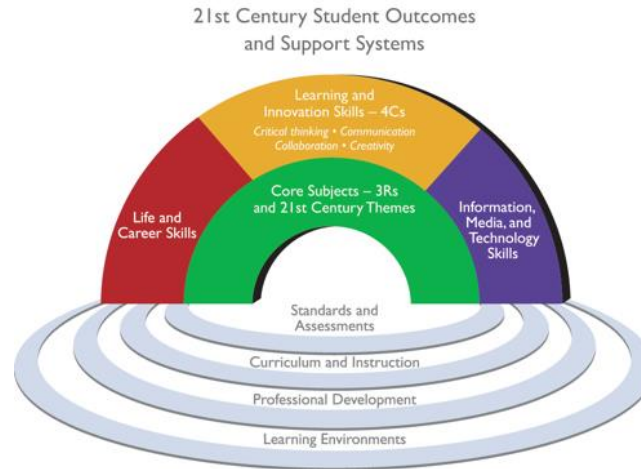 21st Century Student Outcomes
and Support Systems
Learning and
Innovation Skills – 4Cs
Critical thinking • Communication
Collaboration • Creativity
Core Subjects – 3Rs
and 21st Century Themes
Life and
Career Skills
Information,
Media, and
Technology
Skills
Standards and
Assessments
Curriculum and Instruction
Professional Development
Learning Environments